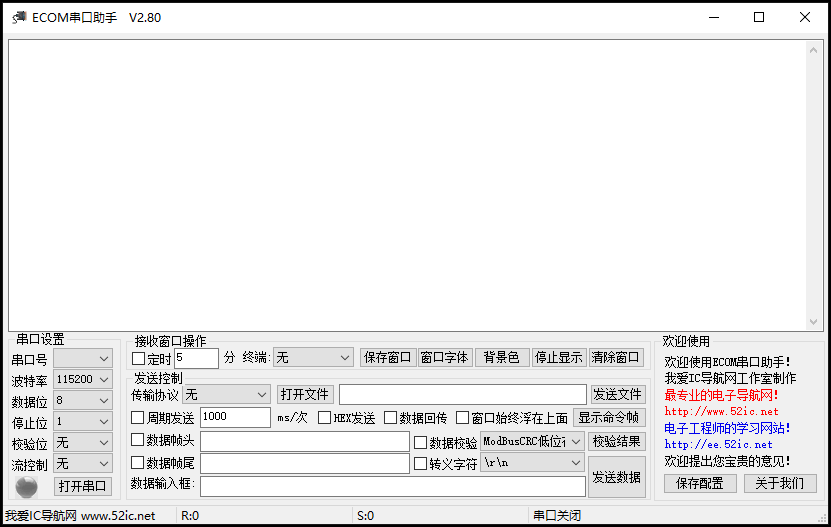 ECOM串口助手 V2.80
串口设置
串口号
波特率 115200
数据位 8
停止位 1
校验位 无
流控制 无
打开串口
接收窗口操作
定时 5 分 终端: 无 保存窗口 窗口字体 背景色 停止显示 清除窗口
发送控制
传输协议 无 打开文件 发送文件
周期发送 1000 ms/次 HEX发送 数据回传 窗口始终浮在上面 显示命令帧
数据帧头 数据校验 ModBusCRC低位在 校验结果
数据帧尾 转义字符 \r\n
数据输入框: 发送数据
欢迎使用
欢迎使用ECOM串口助手!
我爱IC导航网工作室制作
最专业的电子导航网!
http://www.52ic.net
电子工程师的学习网站!
http://ee.52ic.net
欢迎提出您宝贵的意见!
保存配置 关于我们
我爱IC导航网 www.52ic.net R:0 S:0 串口关闭